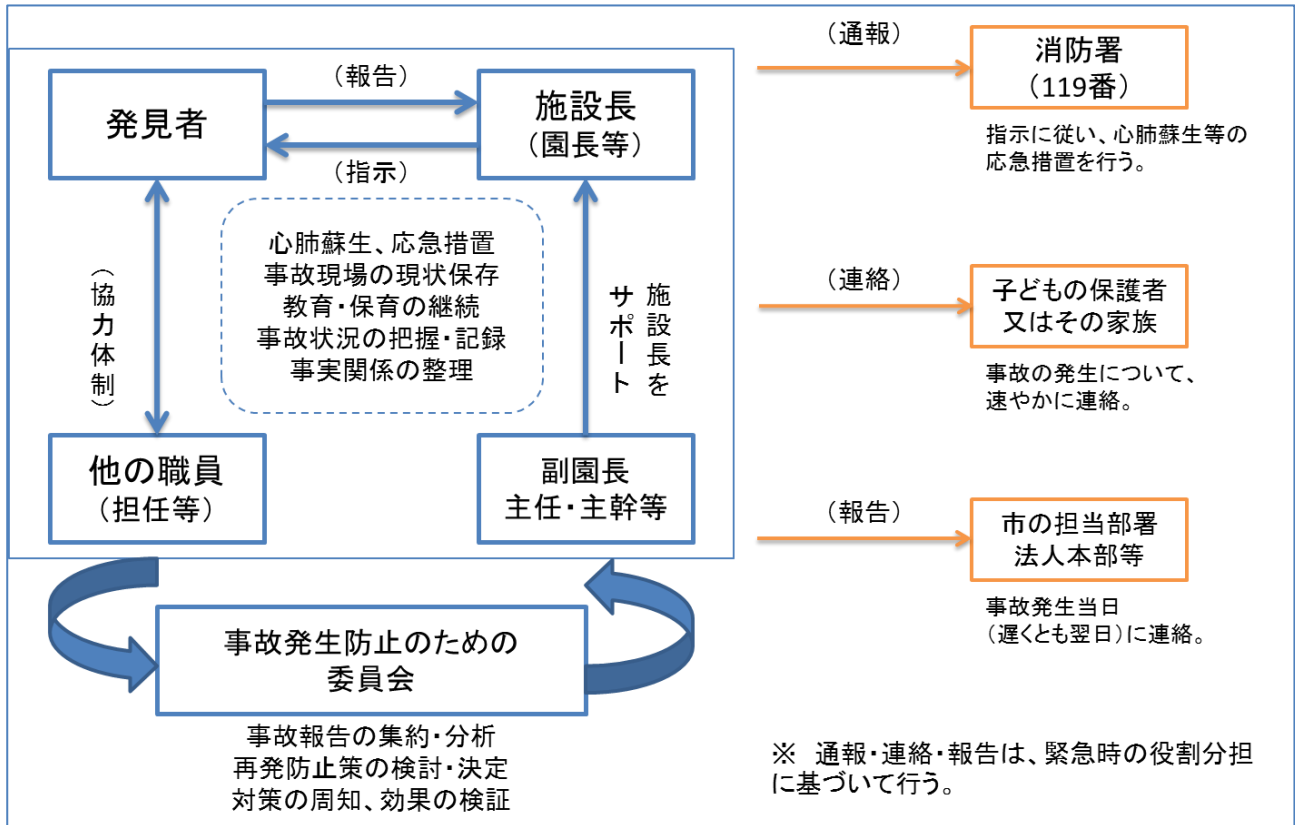 (報告)
発見者
施設長
(園長等)
(指示)
心肺蘇生、応急措置
事故現場の現状保存
教育・保育の継続
事故状況の把握・記録
事実関係の整理
(協力体制)
施設長を
サポート
他の職員
(担任等)
副園長
主任・主幹等
事故発生防止のための
委員会
事故報告の集約・分析
再発防止策の検討・決定
対策の周知、効果の検証
(通報)
消防署
(119番)
指示に従い、心肺蘇生等の
応急措置を行う。
(連絡)
子どもの保護者
又はその家族
事故の発生について、
速やかに連絡。
(報告)
市の担当部署
法人本部等
事故発生当日
(遅くとも翌日)に連絡。
※ 通報・連絡・報告は、緊急時の役割分担
に基づいて行う。